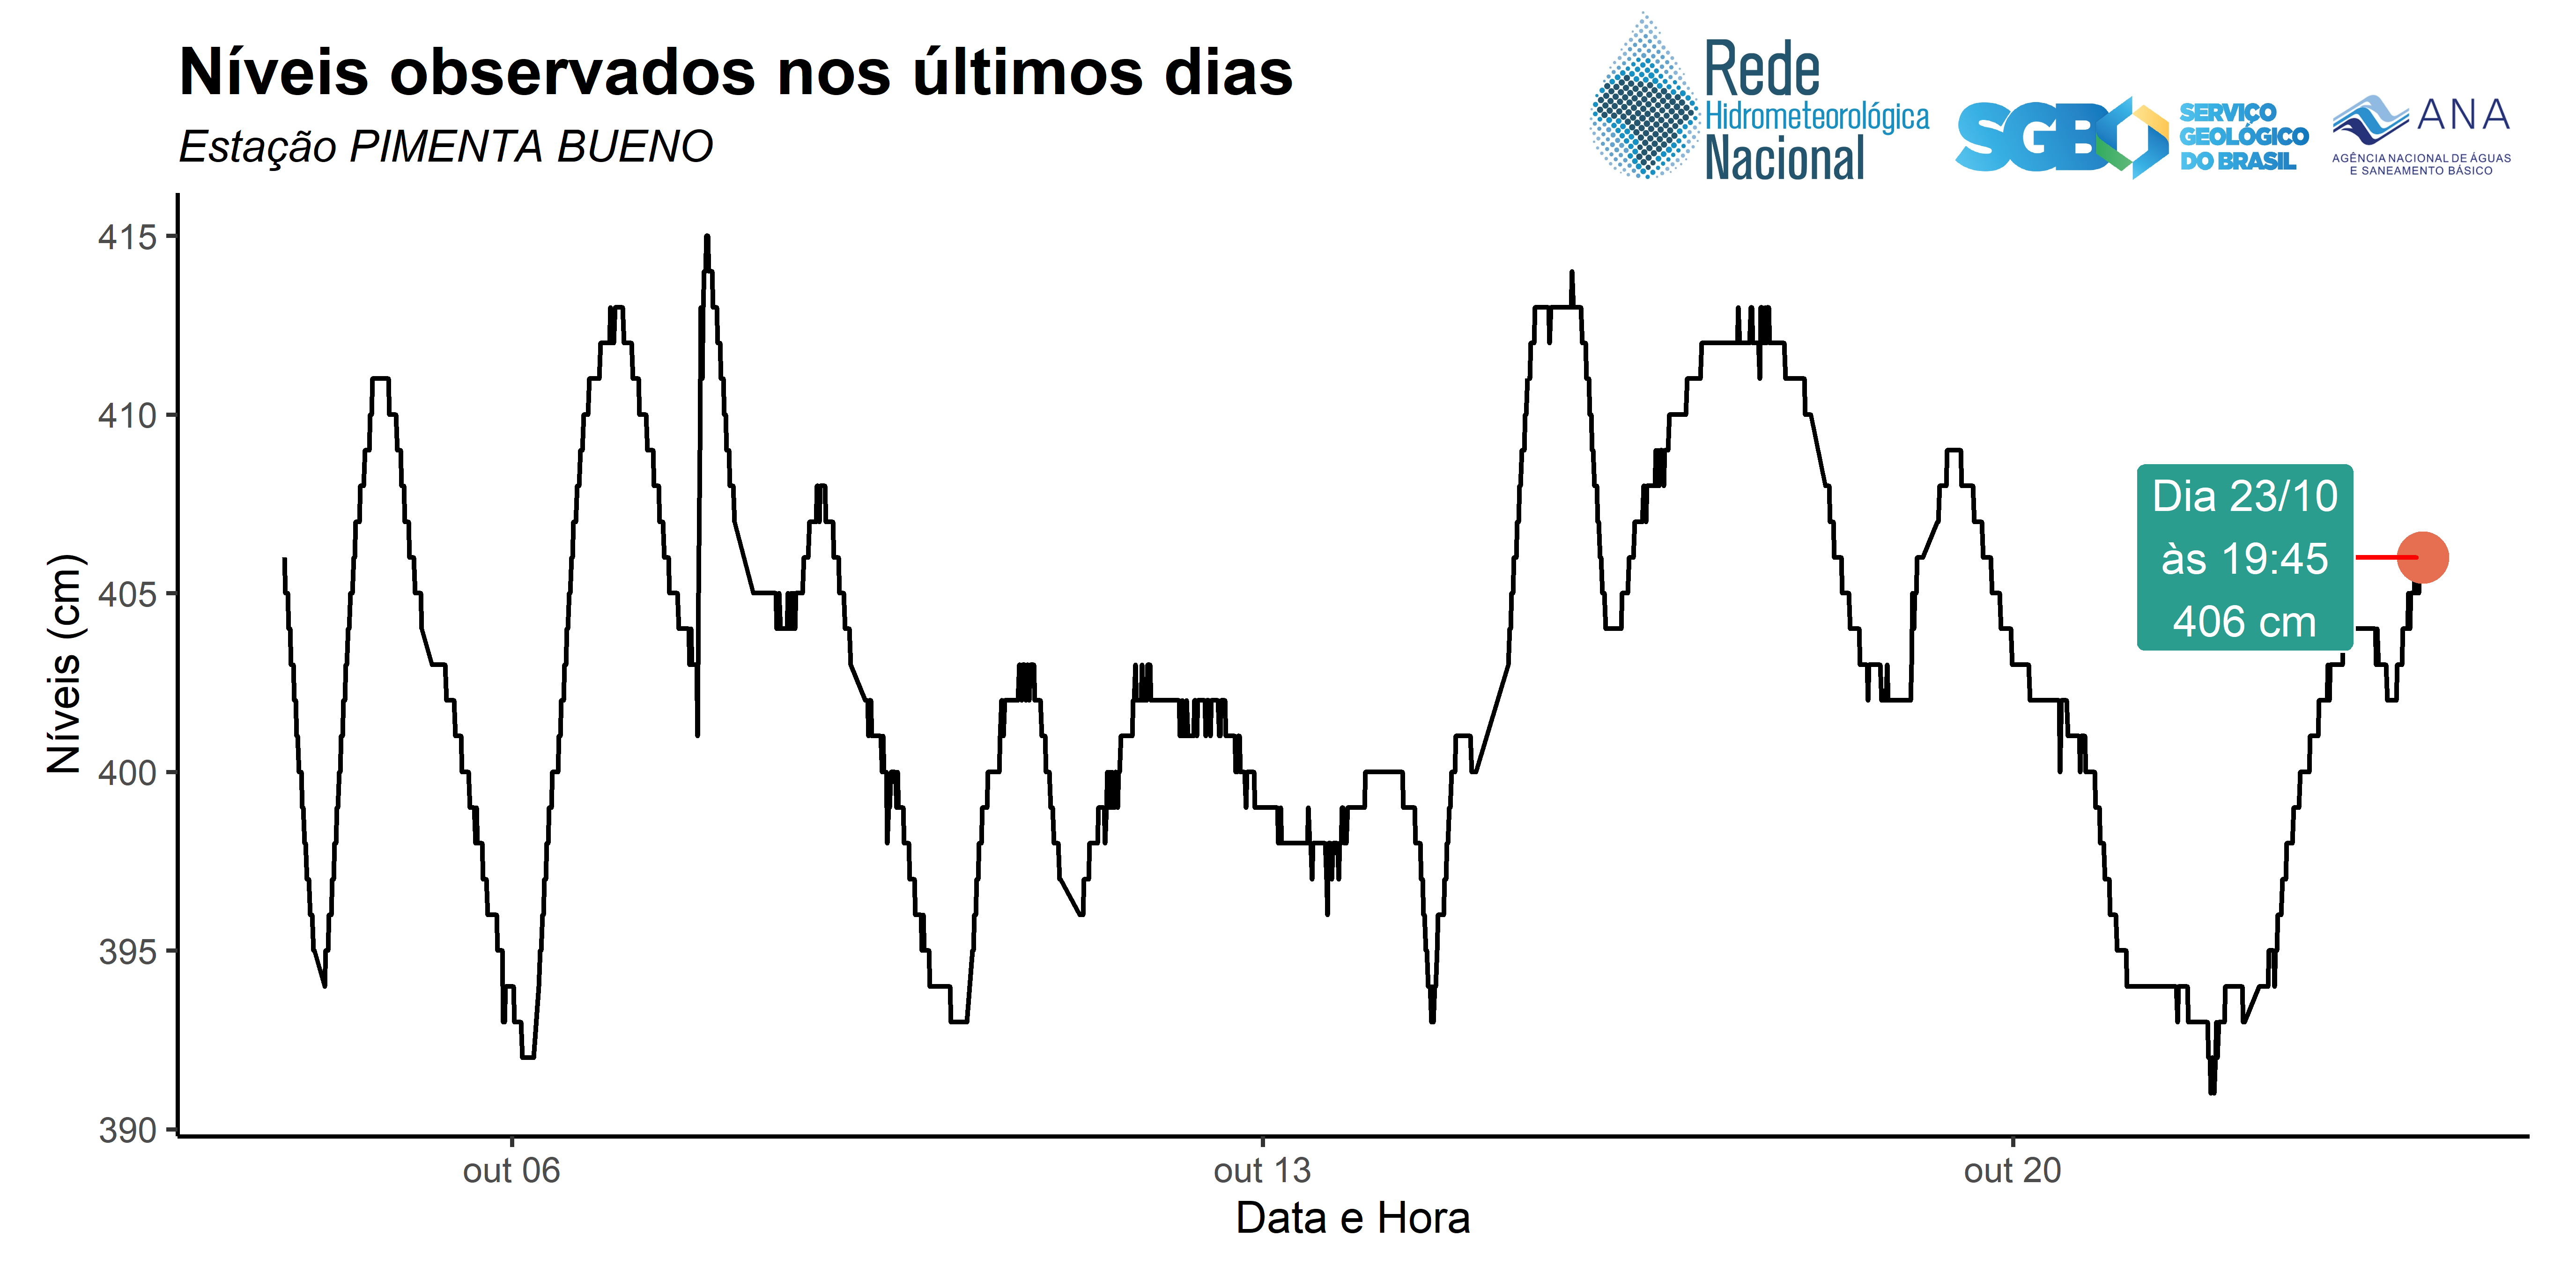 Níveis observados nos últimos dias
Estação PIMENTA BUENO
Rede
Hidrometeorológica
Nacional
SGB
SERVIÇO
GEOLÓGICO
DO BRASIL
ANA
AGÊNCIA NACIONAL DE ÁGUAS
E SANEAMENTO BÁSICO
Níveis (cm)
415
410
405
400
395
390
Dia 23/10
às 19:45
406 cm
out 06
out 13
out 20
Data e Hora